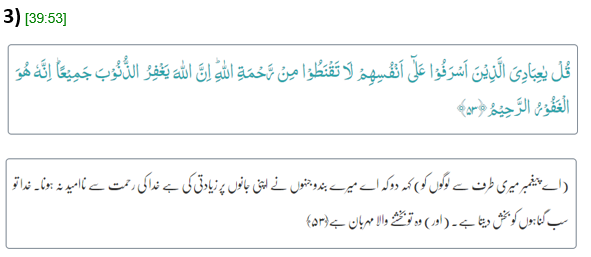 3) [39:53]
قُلْ يٰعِبَادِىَ الَّذِيْنَ اَسْرَفُوْا عَلٰٓى اَنْفُسِهِمْ لَا تَقْنَطُوْا مِنْ رَّحْمَةِ اللّٰهِ‌ؕ اِنَّ اللّٰهَ يَغْفِرُ الذُّنُوْبَ جَمِيْعًا‌ؕ اِنَّهٗ هُوَ
الْغَفُوْرُ الرَّحِيْمُ‏ ﴿۵۳﴾
(اے پیغمبر میری طرف سے لوگوں کو) کہہ دو کہ اے میرے بندو جنہوں نے اپنی جانوں پر زیادتی کی ہے خدا کی رحمت سے ناامید نہ ہونا۔ خدا تو
سب گناہوں کو بخش دیتا ہے۔ (اور) وہ تو بخشنے والا مہربان ہے ﴿۵۳﴾